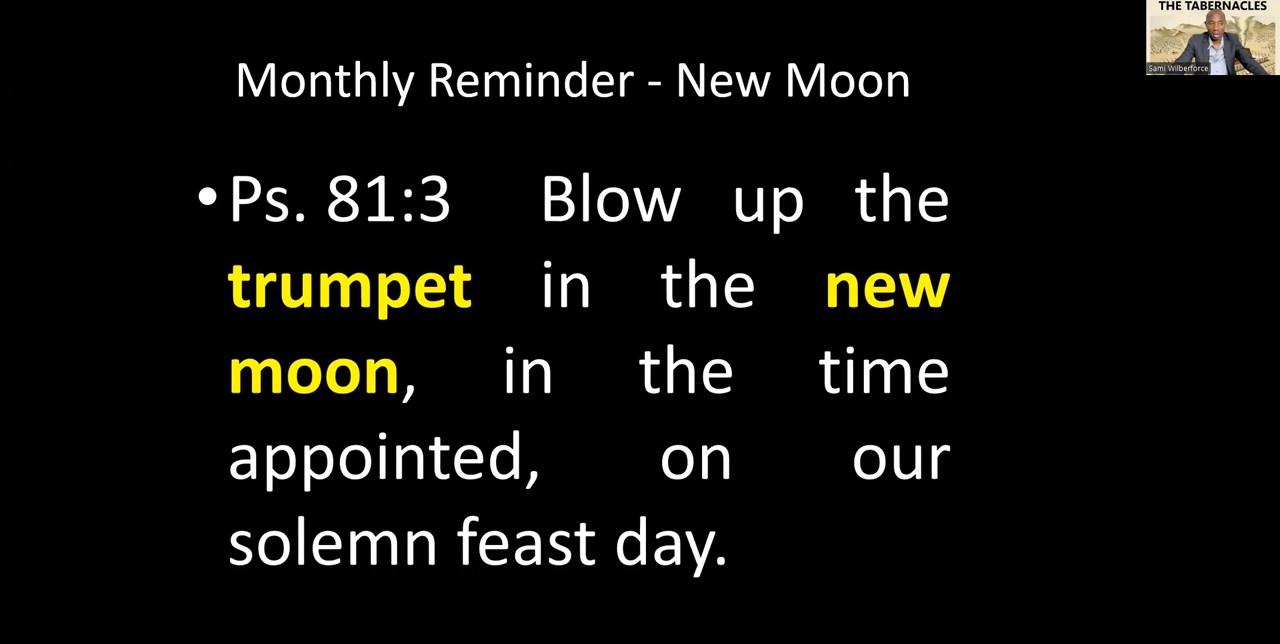 THE TABERNACLES
Sami Wilberforce
Monthly Reminder - New Moon
•Ps. 81:3 Blow up the
trumpet in the new
moon, in the time
appointed, on our
solemn feast day.